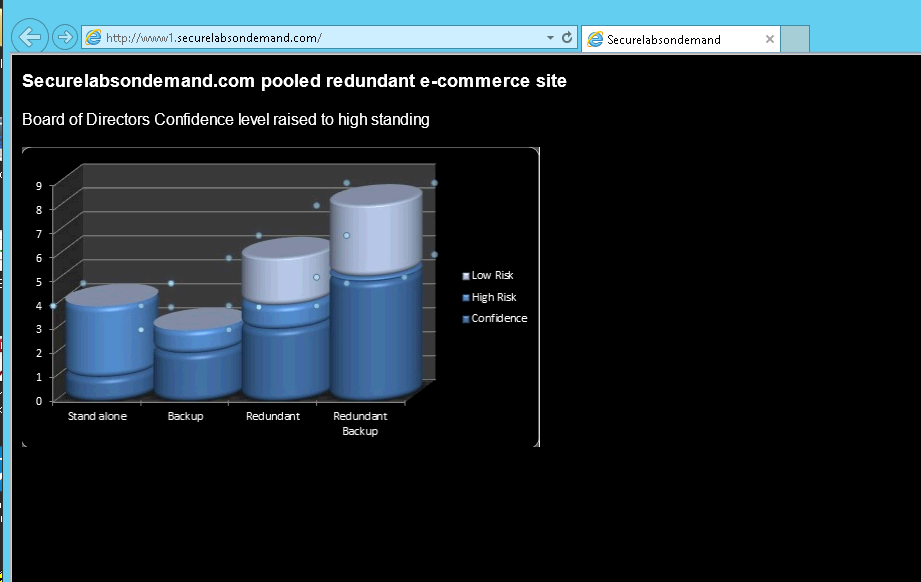 http://www1.securelabsondemand.com/
Securelabsondemand
Securelabsondemand.com pooled redundant e-commerce site
Board of Directors Confidence level raised to high standing
9
8
7
6
5
4
3
2
1
0
Stand alone
Backup
Redundant
Redundant
Backup
Low Risk
High Risk
Confidence